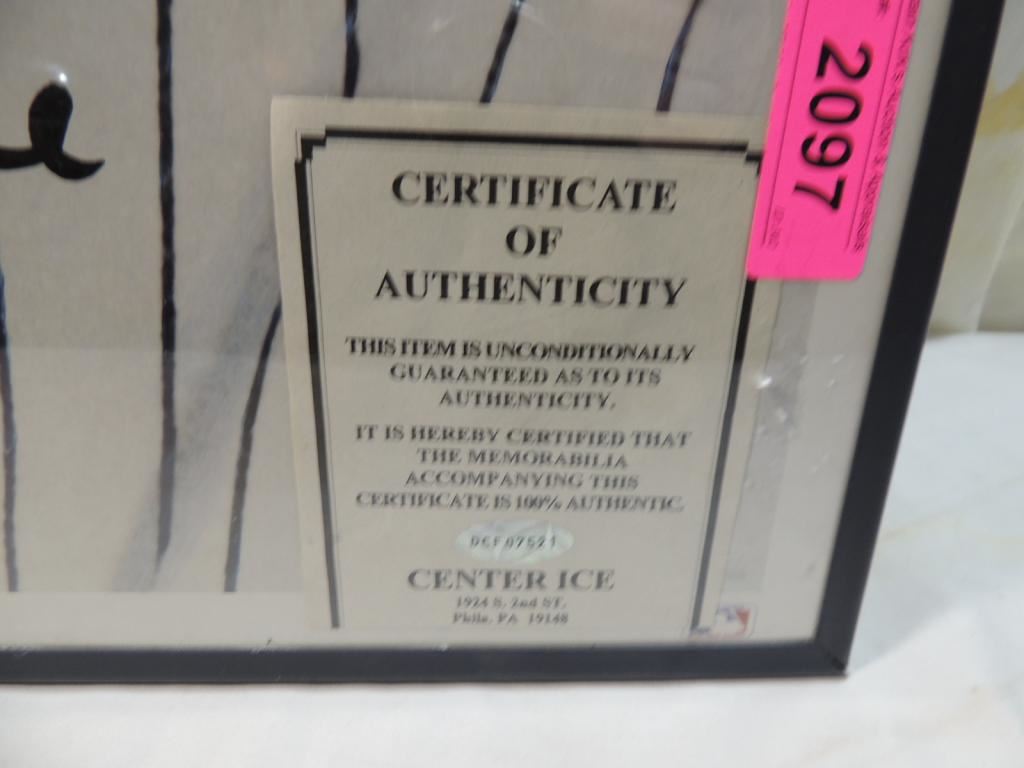 2097
CERTIFICATE
OF
AUTHENTICITY
THIS ITEM IS UNCONDITIONALLY
GUARANTEED AS TO ITS
AUTHENTICITY.
IT IS HEREBY CERTIFIED THAT
THE MEMORABILIA
ACCOMPANYING THIS
CERTIFICATE IS 100% AUTHENTIC.
DCF07521
CENTER ICE
1924 S. 2nd ST.
Phila. PA 19148